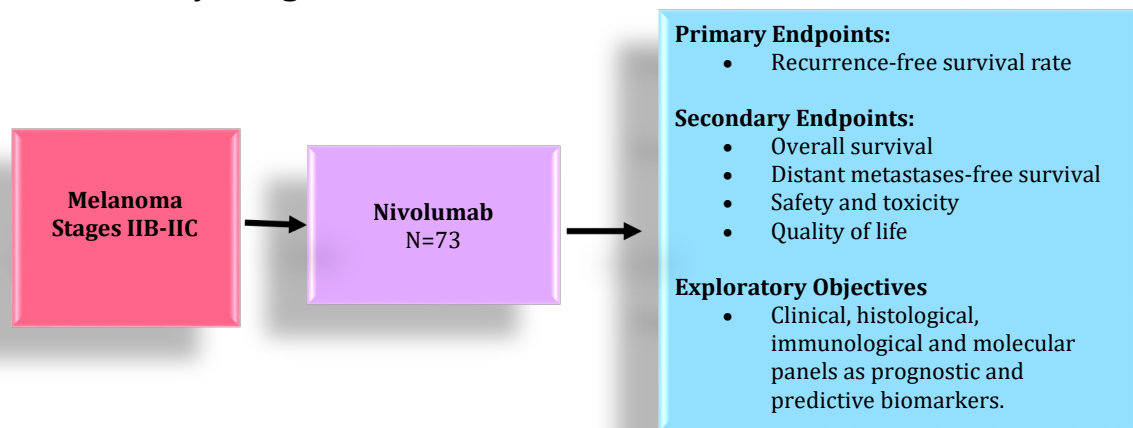 Melanoma
Stages IIB-IIC
Nivolumab
N=73
Primary Endpoints:
• Recurrence-free survival rate
Secondary Endpoints:
• Overall survival
• Distant metastases-free survival
• Safety and toxicity
• Quality of life
Exploratory Objectives
• Clinical, histological,
immunological and molecular
panels as prognostic and
predictive biomarkers.